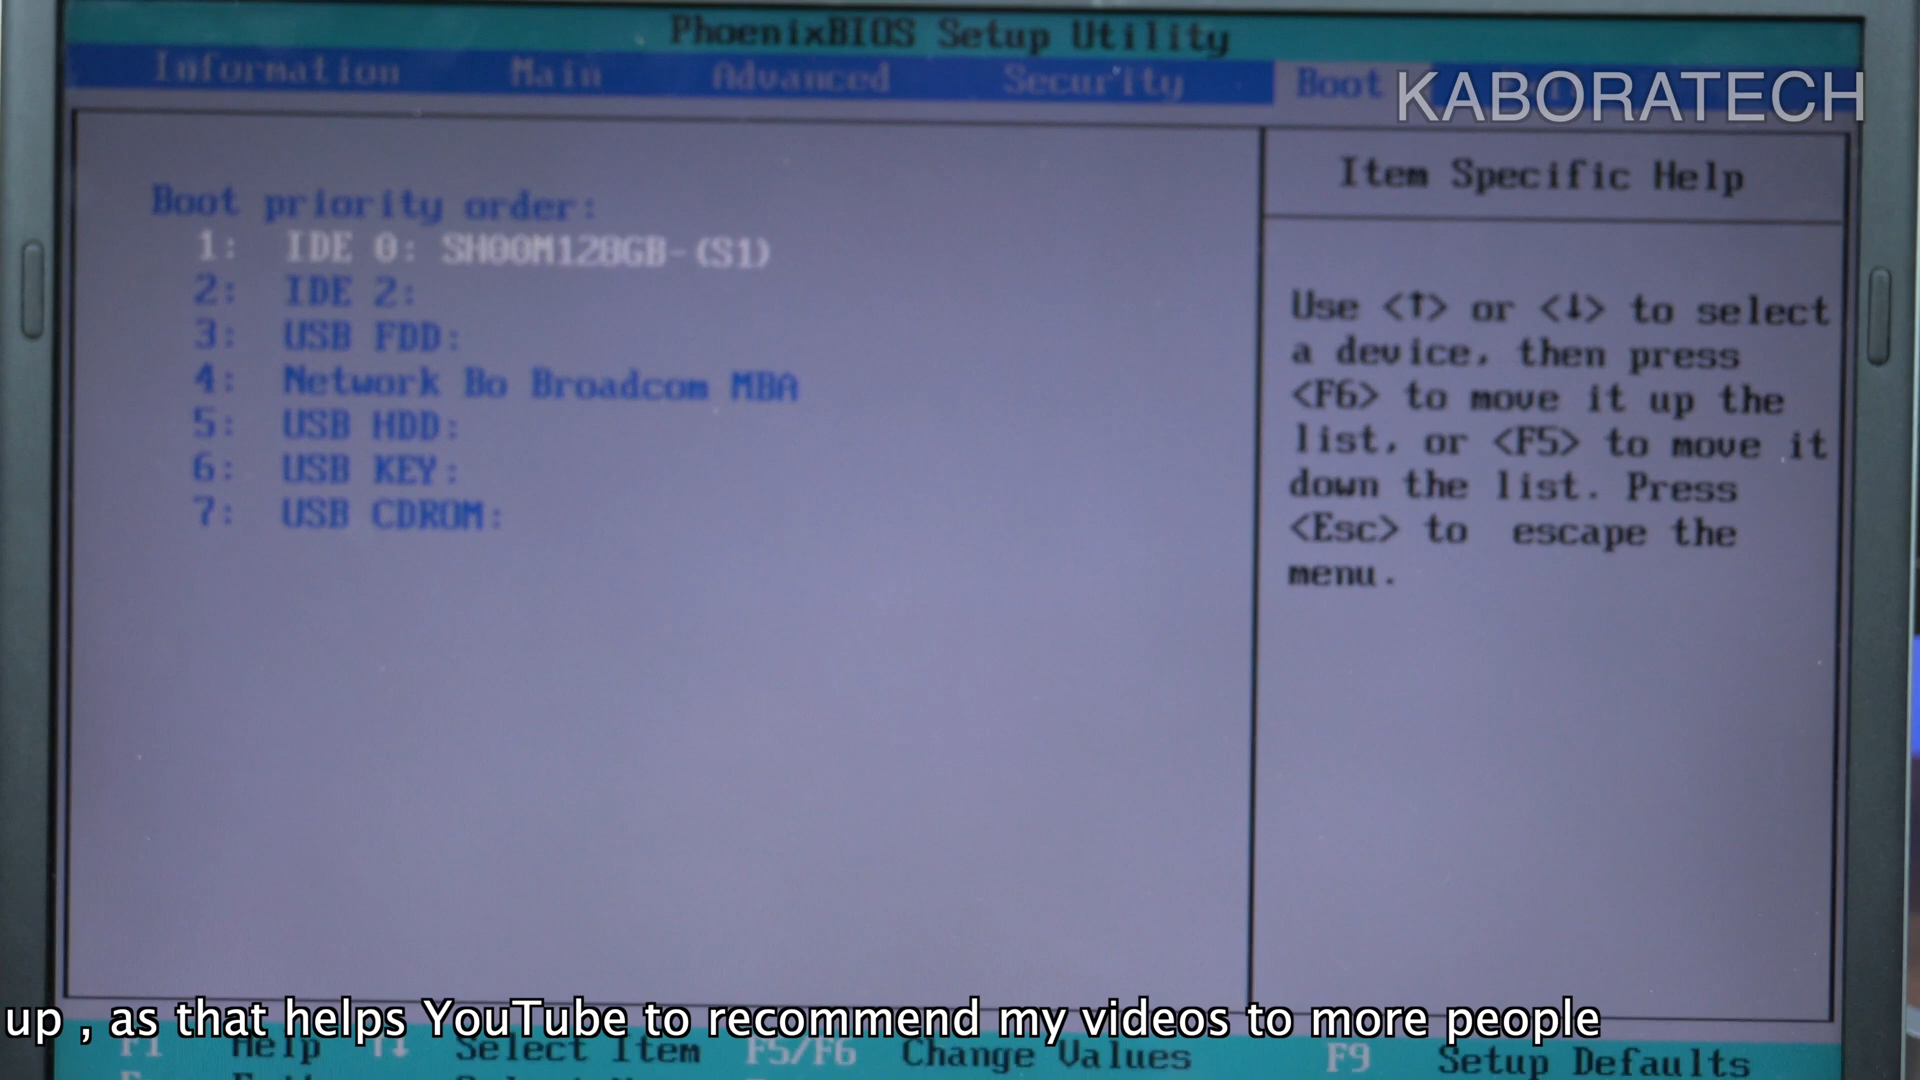 PhoenixBIOS Setup Utility
Information Main Advanced Security Boot
KABORATECH
Item Specific Help
Boot priority order:
1: IDE 0: SH00M128GB-(S1)
2: IDE 2:
3: USB FDD:
4: Network Bo Broadcom MBA
5: USB HDD:
6: USB KEY:
7: USB CDROM:
Use <↑> or <↓> to select
a device, then press
<F6> to move it up the
list, or <F5> to move it
down the list. Press
<Esc> to escape the
menu.
up , as that helps YouTube to recommend my videos to more people
F1 Help ↑↓ Select Item F5/F6 Change Values F9 Setup Defaults